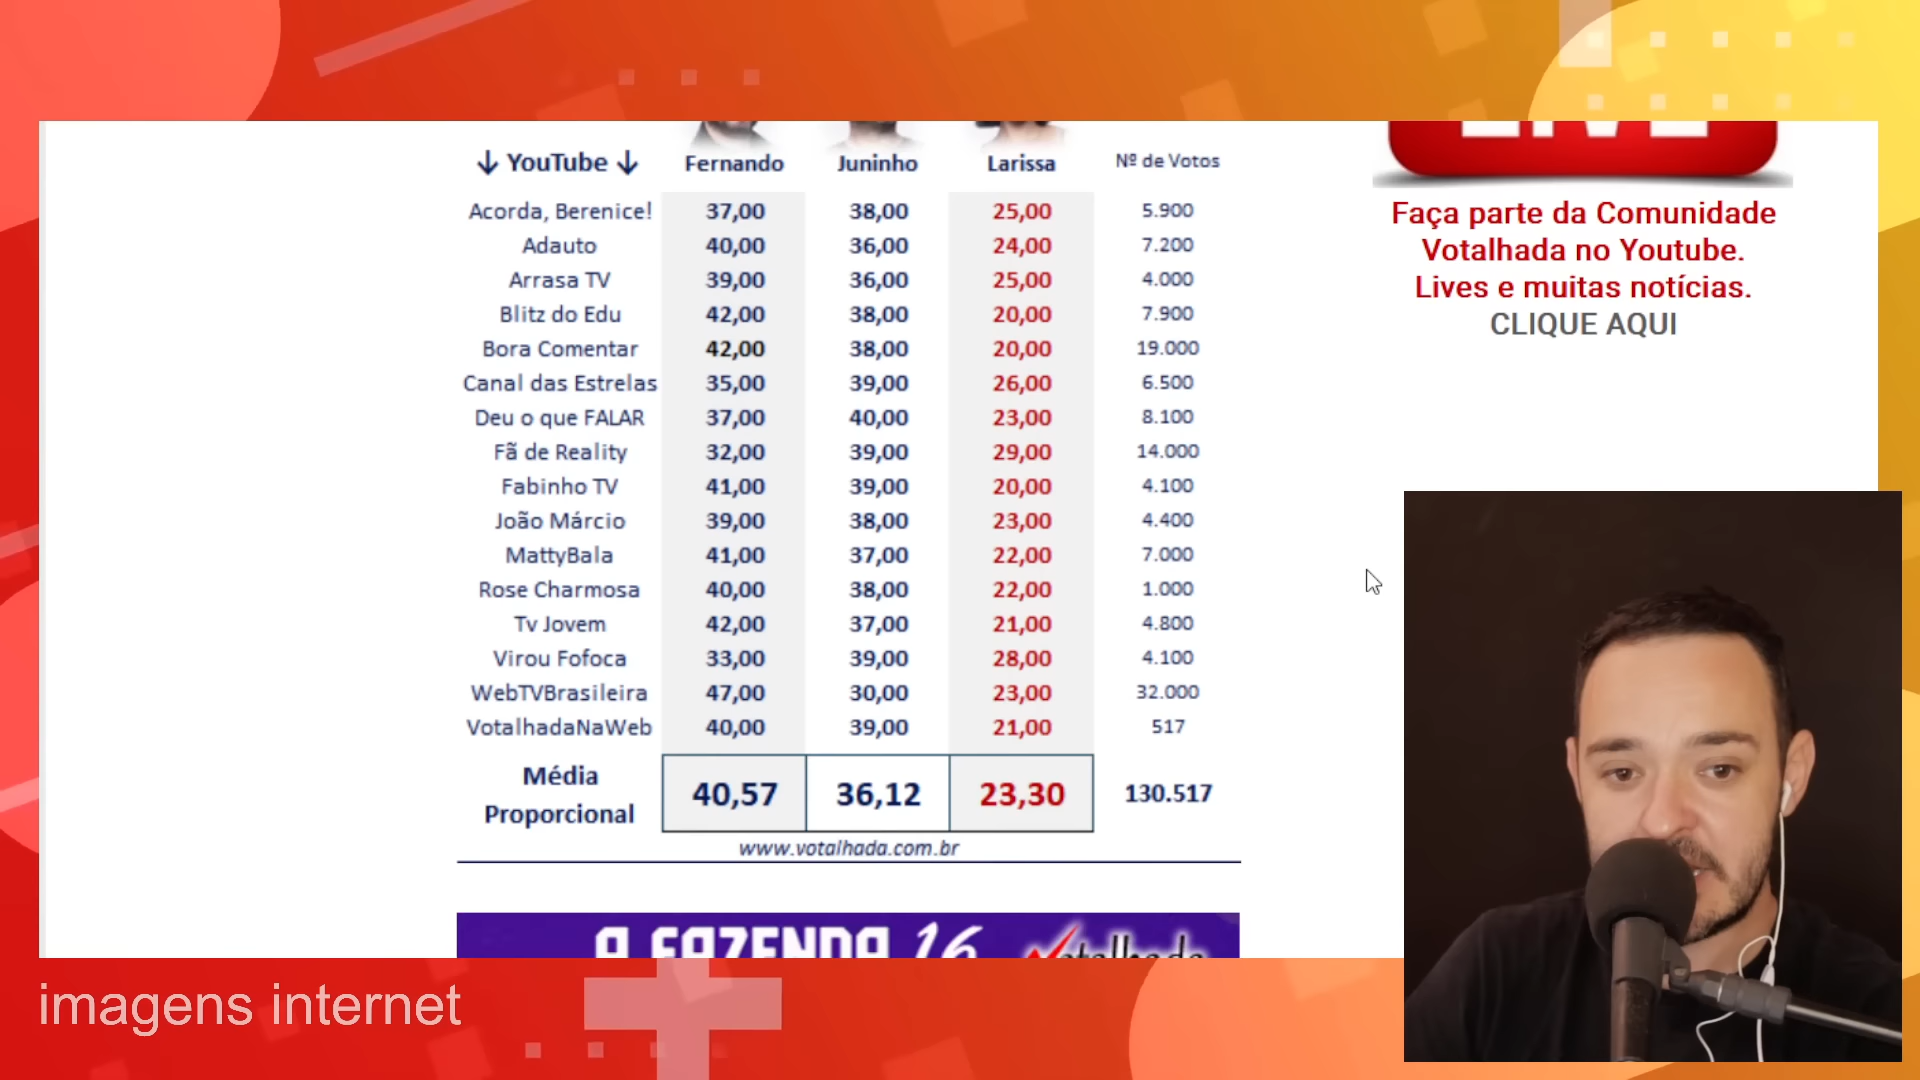 LIVE
↓ YouTube ↓ Fernando Juninho Larissa Nº de Votos
Acorda, Berenice! 37,00 38,00 25,00 5.900
Adauto 40,00 36,00 24,00 7.200
Arrasa TV 39,00 36,00 25,00 4.000
Blitz do Edu 42,00 38,00 20,00 7.900
Bora Comentar 42,00 38,00 20,00 19.000
Canal das Estrelas 35,00 39,00 26,00 6.500
Deu o que FALAR 37,00 40,00 23,00 8.100
Fã de Reality 32,00 39,00 29,00 14.000
Fabinho TV 41,00 39,00 20,00 4.100
João Márcio 39,00 38,00 23,00 4.400
MattyBala 41,00 37,00 22,00 7.000
Rose Charmosa 40,00 38,00 22,00 1.000
Tv Jovem 42,00 37,00 21,00 4.800
Virou Fofoca 33,00 39,00 28,00 4.100
WebTVBrasileira 47,00 30,00 23,00 32.000
VotalhadaNaWeb 40,00 39,00 21,00 517
Média
Proporcional 40,57 36,12 23,30 130.517
www.votalhada.com.br
A FAZENDA 16 Votalhada
Faça parte da Comunidade
Votalhada no Youtube.
Lives e muitas notícias.
CLIQUE AQUI
imagens internet